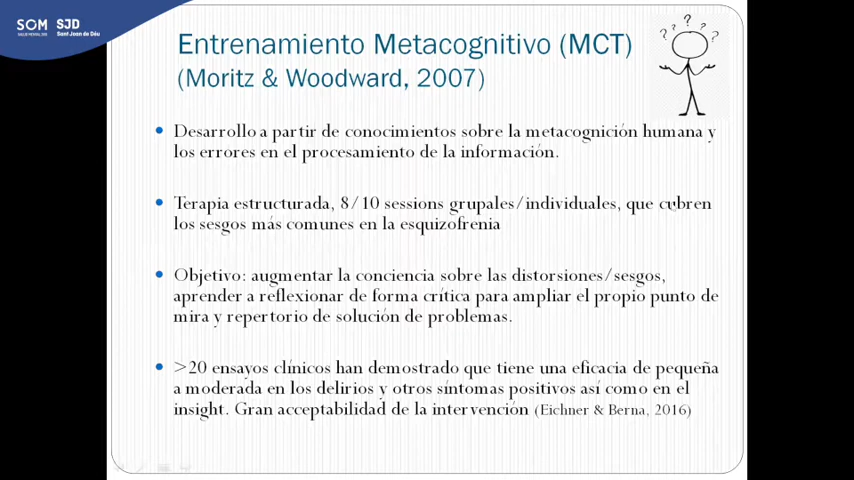 SOM
SALUD MENTAL 360
SJD
Sant Joan de Déu
Entrenamiento Metacognitivo (MCT)
(Moritz & Woodward, 2007)
? ? ? ? ?
Desarrollo a partir de conocimientos sobre la metacognición humana y
los errores en el procesamiento de la información.
Terapia estructurada, 8/10 sessions grupales/individuales, que cubren
los sesgos más comunes en la esquizofrenia
Objetivo: augmentar la conciencia sobre las distorsiones/sesgos,
aprender a reflexionar de forma crítica para ampliar el propio punto de
mira y repertorio de solución de problemas.
>20 ensayos clínicos han demostrado que tiene una eficacia de pequeña
a moderada en los delirios y otros síntomas positivos así como en el
insight. Gran acceptabilidad de la intervención (Eichner & Berna, 2016)